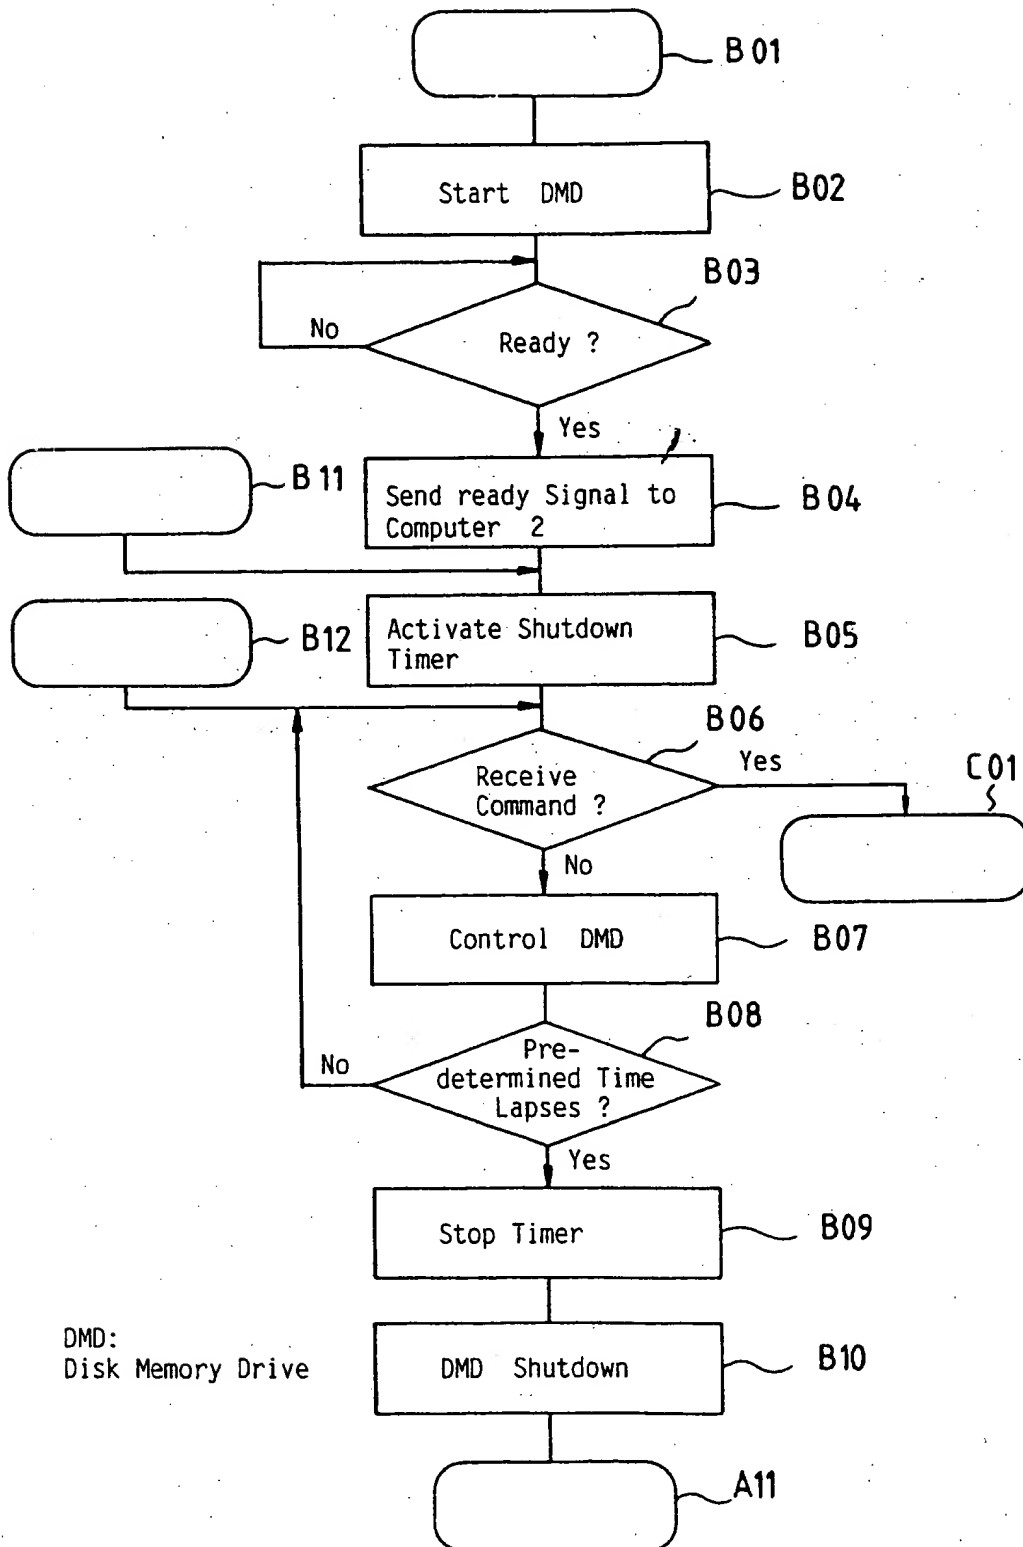 B01
Start DMD
B02
B03
Ready ?
No
Yes
B11
Send ready Signal to
Computer 2
B04
B12
Activate Shutdown
Timer
B05
B06
Receive
Command ?
Yes
C01
No
Control DMD
B07
B08
Pre-
determined Time
Lapses ?
No
Yes
Stop Timer
B09
DMD:
Disk Memory Drive
DMD Shutdown
B10
A11